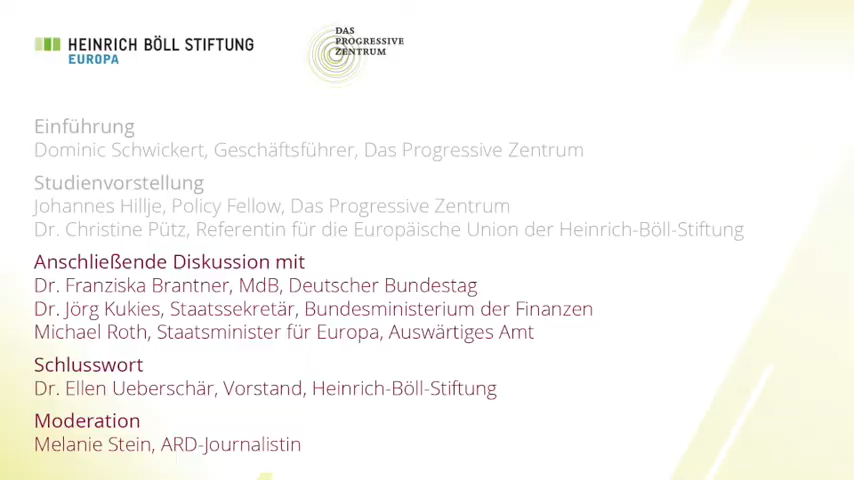 HEINRICH BÖLL STIFTUNG
EUROPA
DAS
PROGRESSIVE
ZENTRUM
Einführung
Dominic Schwickert, Geschäftsführer, Das Progressive Zentrum
Studienvorstellung
Johannes Hillje, Policy Fellow, Das Progressive Zentrum
Dr. Christine Pütz, Referentin für die Europäische Union der Heinrich-Böll-Stiftung
Anschließende Diskussion mit
Dr. Franziska Brantner, MdB, Deutscher Bundestag
Dr. Jörg Kukies, Staatssekretär, Bundesministerium der Finanzen
Michael Roth, Staatsminister für Europa, Auswärtiges Amt
Schlusswort
Dr. Ellen Ueberschär, Vorstand, Heinrich-Böll-Stiftung
Moderation
Melanie Stein, ARD-Journalistin